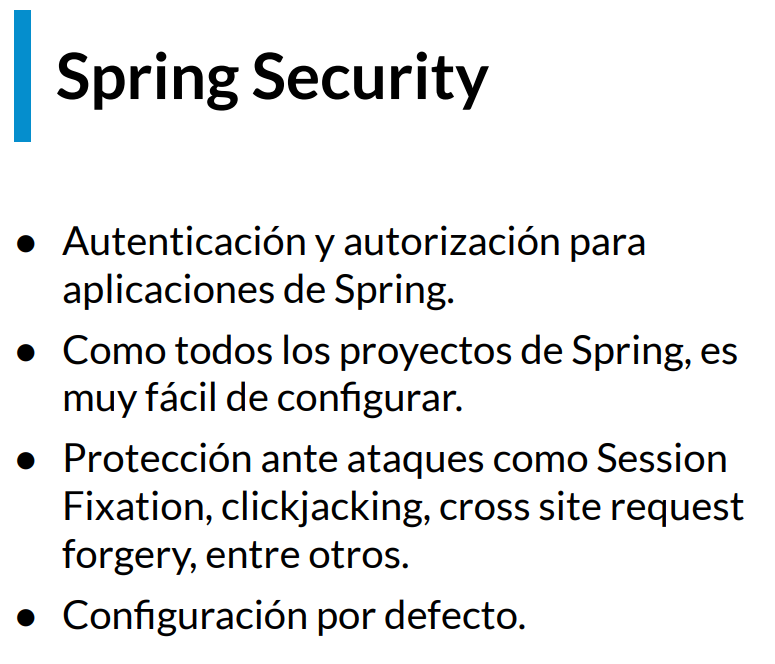 Spring Security
● Autenticación y autorización para
aplicaciones de Spring.
● Como todos los proyectos de Spring, es
muy fácil de configurar.
● Protección ante ataques como Session
Fixation, clickjacking, cross site request
forgery, entre otros.
● Configuración por defecto.